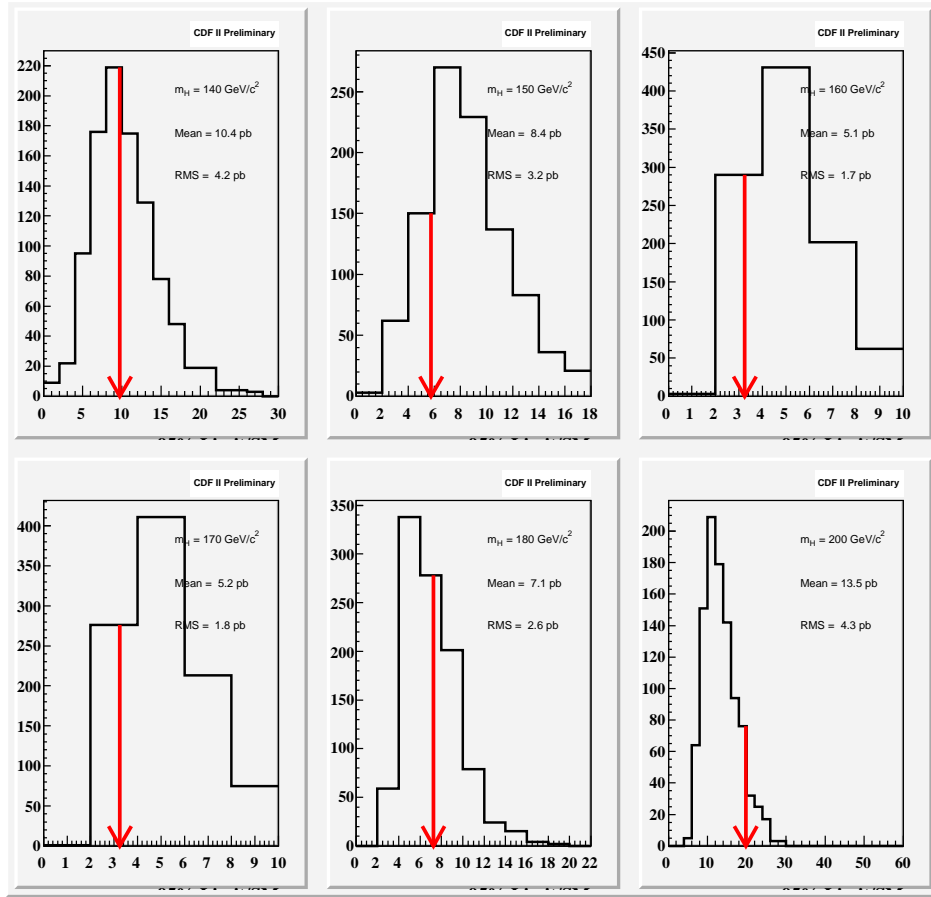 CDF II Preliminary
220
200
180
160
140
120
100
80
60
40
20
0
m_H = 140 GeV/c²
Mean = 10.4 pb
RMS = 4.2 pb
0 5 10 15 20 25 30
CDF II Preliminary
250
200
150
100
50
0
m_H = 150 GeV/c²
Mean = 8.4 pb
RMS = 3.2 pb
0 2 4 6 8 10 12 14 16 18
CDF II Preliminary
450
400
350
300
250
200
150
100
50
0
m_H = 160 GeV/c²
Mean = 5.1 pb
RMS = 1.7 pb
0 1 2 3 4 5 6 7 8 9 10
CDF II Preliminary
400
350
300
250
200
150
100
50
0
m_H = 170 GeV/c²
Mean = 5.2 pb
RMS = 1.8 pb
0 1 2 3 4 5 6 7 8 9 10
CDF II Preliminary
350
300
250
200
150
100
50
0
m_H = 180 GeV/c²
Mean = 7.1 pb
RMS = 2.6 pb
0 2 4 6 8 10 12 14 16 18 20 22
CDF II Preliminary
200
180
160
140
120
100
80
60
40
20
0
m_H = 200 GeV/c²
Mean = 13.5 pb
RMS = 4.3 pb
0 10 20 30 40 50 60